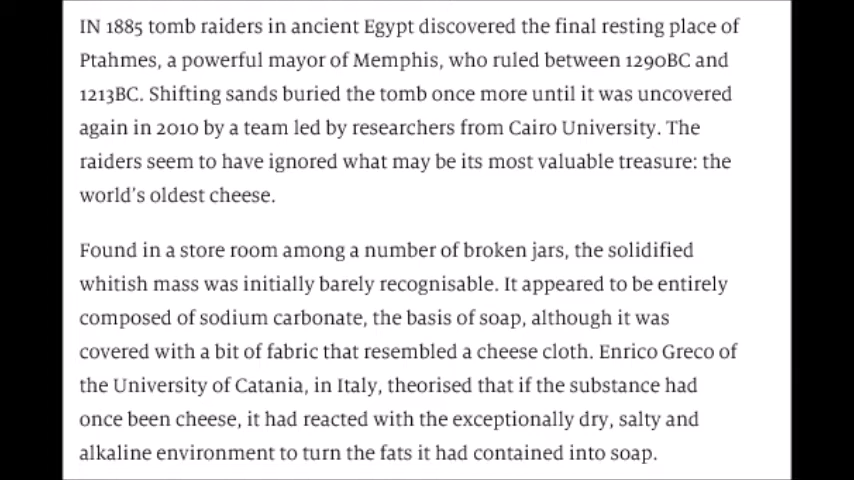 IN 1885 tomb raiders in ancient Egypt discovered the final resting place of
Ptahmes, a powerful mayor of Memphis, who ruled between 1290BC and
1213BC. Shifting sands buried the tomb once more until it was uncovered
again in 2010 by a team led by researchers from Cairo University. The
raiders seem to have ignored what may be its most valuable treasure: the
world's oldest cheese.
Found in a store room among a number of broken jars, the solidified
whitish mass was initially barely recognisable. It appeared to be entirely
composed of sodium carbonate, the basis of soap, although it was
covered with a bit of fabric that resembled a cheese cloth. Enrico Greco of
the University of Catania, in Italy, theorised that if the substance had
once been cheese, it had reacted with the exceptionally dry, salty and
alkaline environment to turn the fats it had contained into soap.